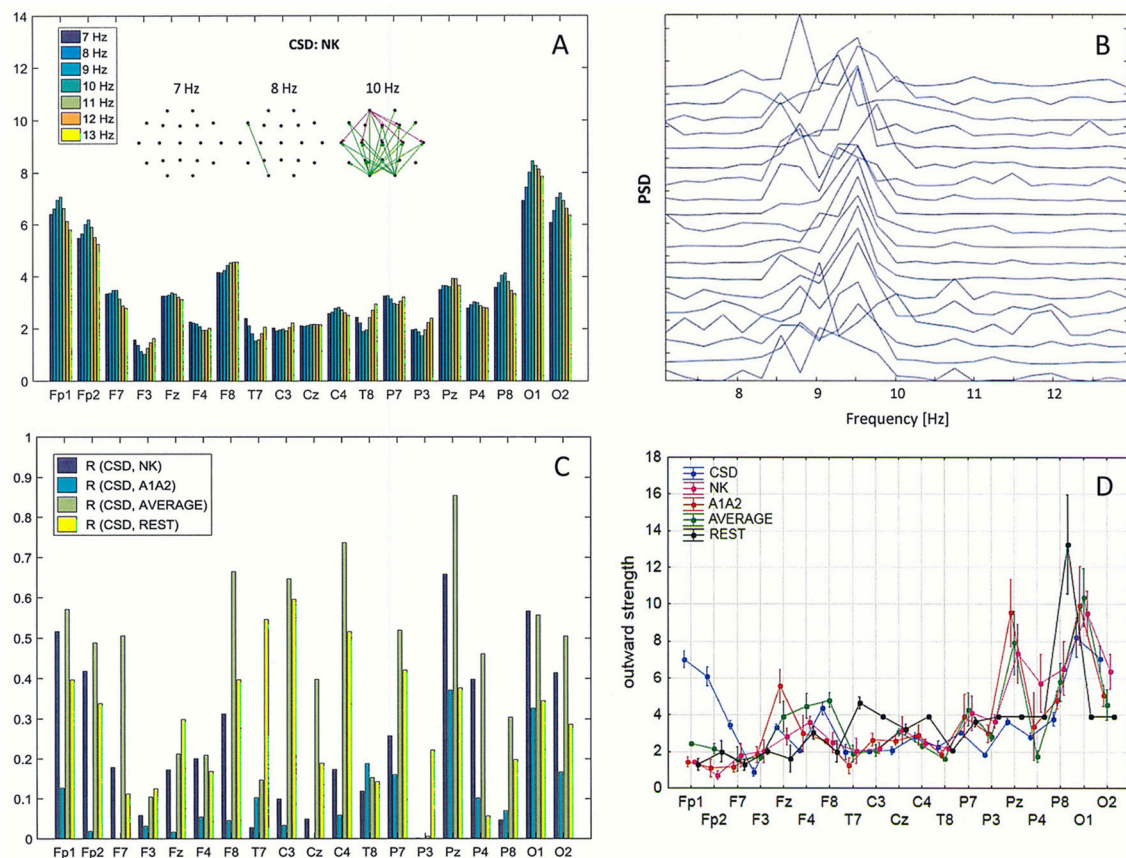 A
CSD: NK
7 Hz
8 Hz
9 Hz
10 Hz
11 Hz
12 Hz
13 Hz
7 Hz 8 Hz 10 Hz
14
12
10
8
6
4
2
0
Fp1 Fp2 F7 F3 Fz F4 F8 T7 C3 Cz C4 T8 P7 P3 Pz P4 P8 O1 O2
B
PSD
8 9 10 11 12
Frequency [Hz]
C
R (CSD, NK)
R (CSD, A1A2)
R (CSD, AVERAGE)
R (CSD, REST)
1
0.9
0.8
0.7
0.6
0.5
0.4
0.3
0.2
0.1
0
Fp1 Fp2 F7 F3 Fz F4 F8 T7 C3 Cz C4 T8 P7 P3 Pz P4 P8 O1 O2
D
CSD
NK
A1A2
AVERAGE
REST
outward strength
18
16
14
12
10
8
6
4
2
0
Fp1 F7 Fz F8 C3 C4 P7 Pz P8 O2
Fp2 F3 F4 T7 Cz T8 P3 P4 O1